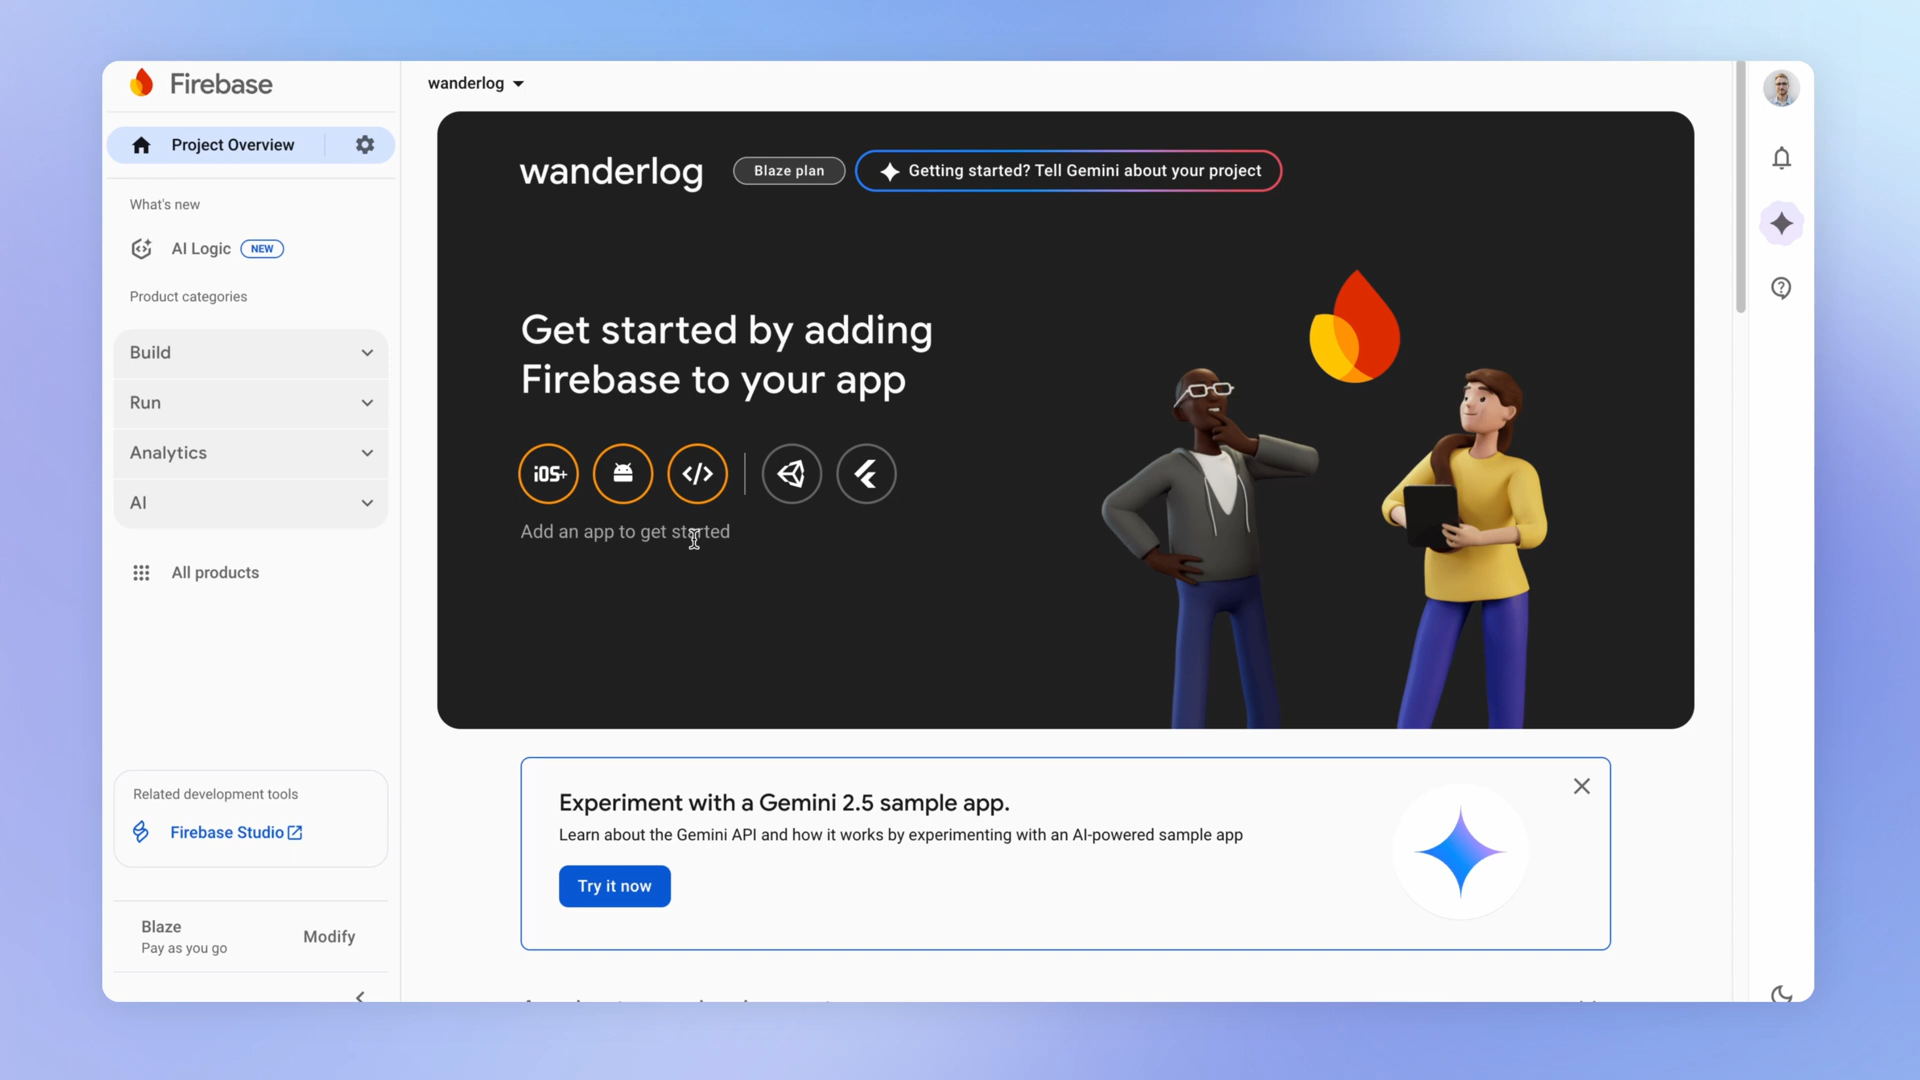 Firebase
Project Overview
What's new
AI Logic NEW
Product categories
Build
Run
Analytics
AI
All products
Related development tools
Firebase Studio
Blaze
Pay as you go
Modify
wanderlog
wanderlog
Blaze plan
Getting started? Tell Gemini about your project
Get started by adding
Firebase to your app
iOS+
Add an app to get started
Experiment with a Gemini 2.5 sample app.
Learn about the Gemini API and how it works by experimenting with an AI-powered sample app
Try it now